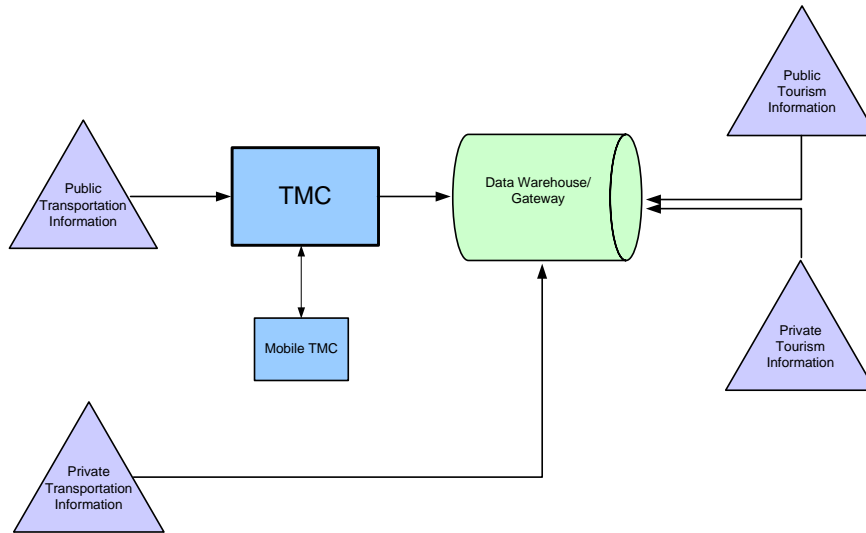 Public
Tourism
Information
Public
Transportation
Information
TMC
Data Warehouse/
Gateway
Private
Tourism
Information
Mobile TMC
Private
Transportation
Information